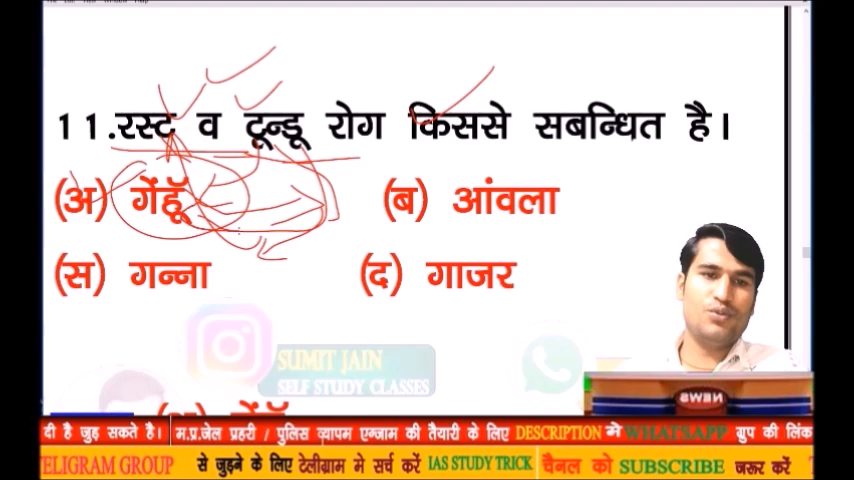 11.रस्ट व टून्डू रोग किससे सबन्धित है।
(अ) गेंहूॅ (ब) आंवला
(स) गन्ना (द) गाजर
SUMIT JAIN
SELF STUDY CLASSES
NEWS
दी है जुड़ सकते है। म.प्र.जेल प्रहरी / पुलिस व्यापम एग्जाम की तैयारी के लिए DESCRIPTION मे WHATSAPP ग्रुप की लिंक
TELIGRAM GROUP से जुड़ने के लिए टेलीग्राम मे सर्च करें IAS STUDY TRICK चैनल को SUBSCRIBE जरूर करें